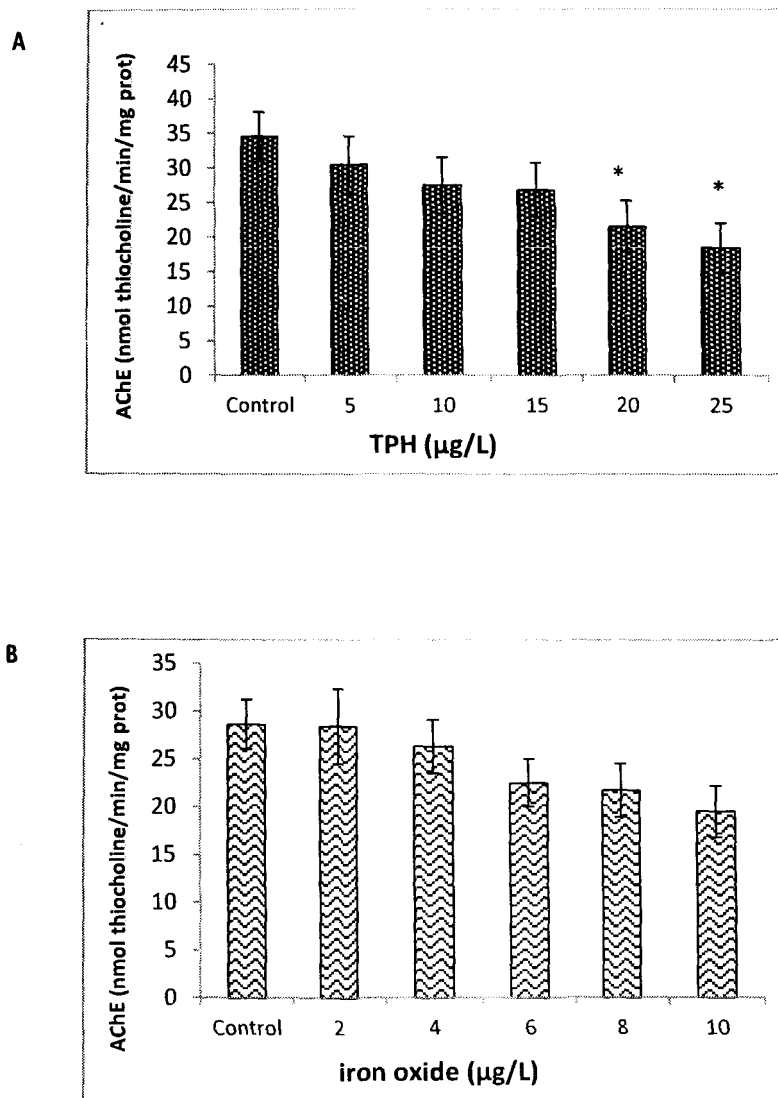 A
AChE (nmol thiocholine/min/mg prot)
45
40
35
30
25
20
15
10
5
0
* *
Control 5 10 15 20 25
TPH (µg/L)
B
AChE (nmol thiocholine/min/mg prot)
35
30
25
20
15
10
5
0
Control 2 4 6 8 10
iron oxide (µg/L)